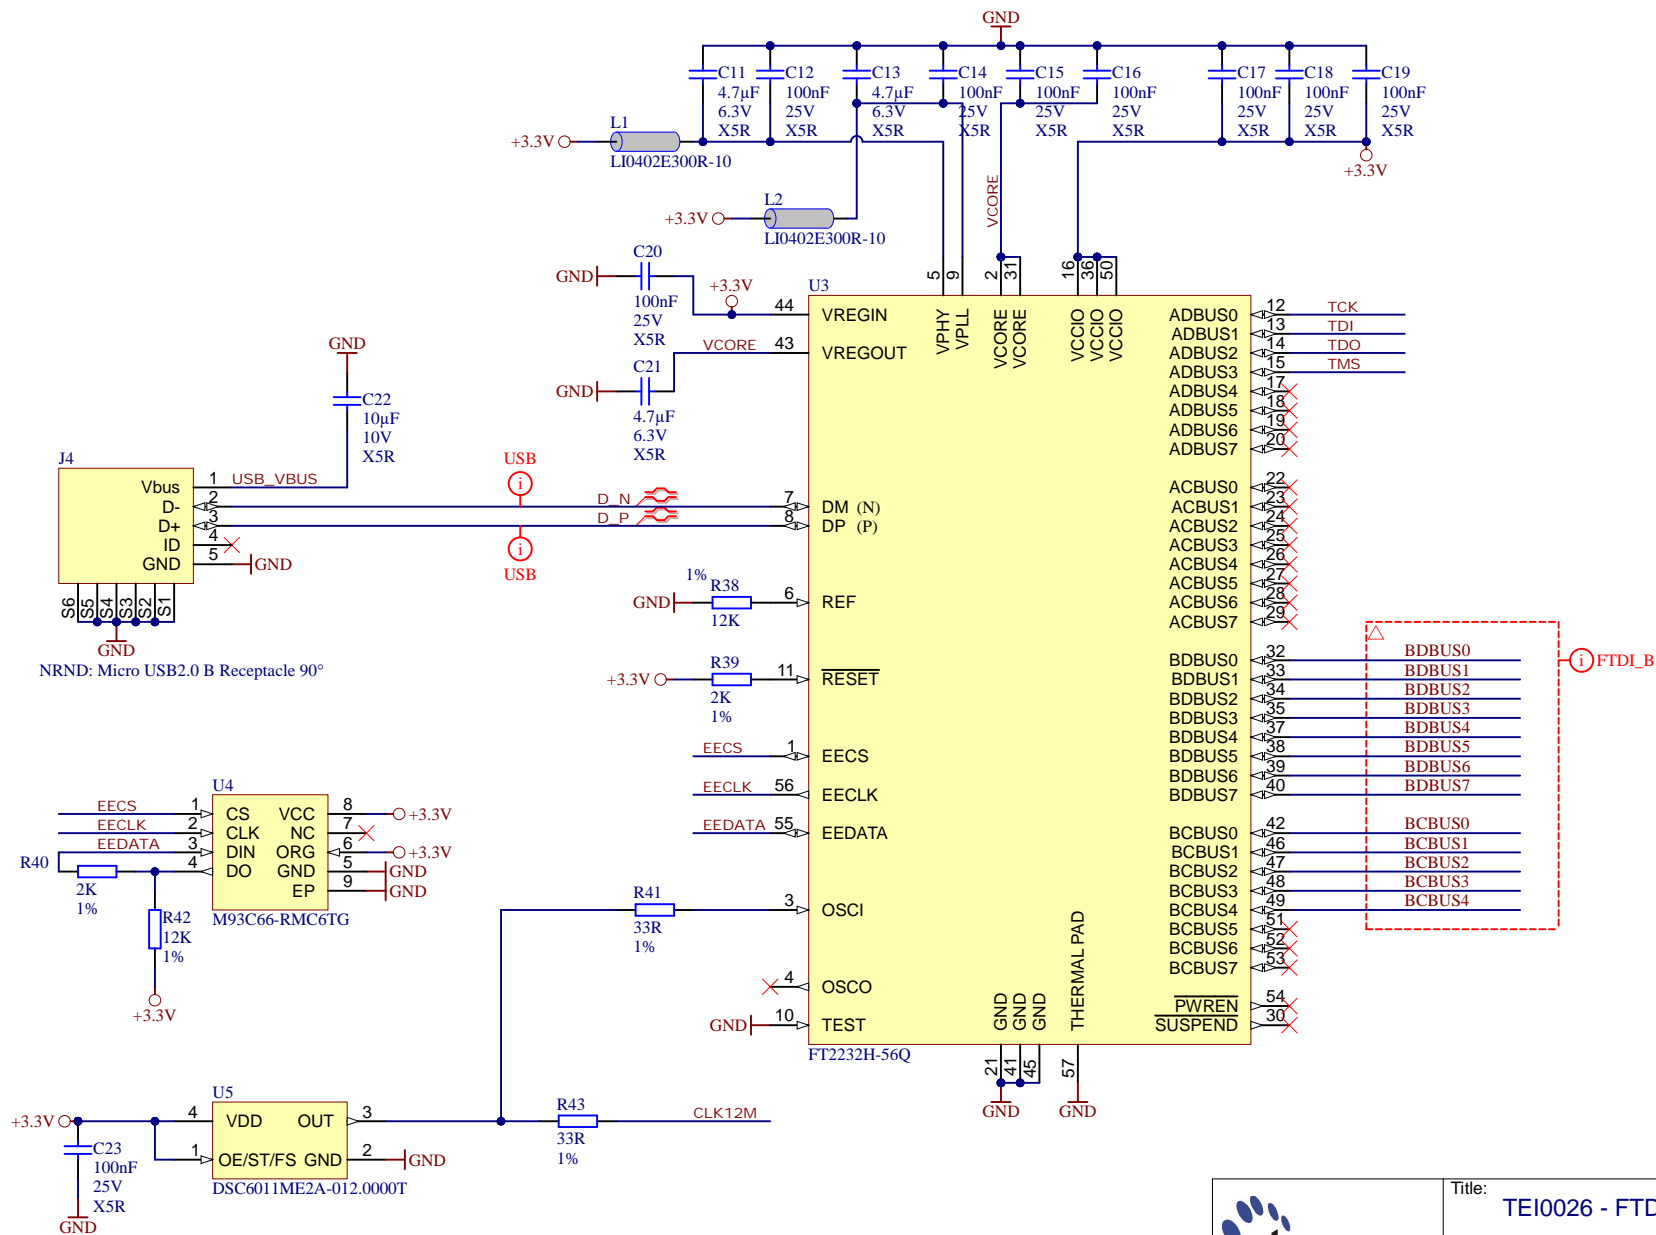 GND
C11
4.7µF
6.3V
X5R
C12
100nF
25V
X5R
C13
4.7µF
6.3V
X5R
C14
100nF
25V
X5R
C15
100nF
25V
X5R
C16
100nF
25V
X5R
C17
100nF
25V
X5R
C18
100nF
25V
X5R
C19
100nF
25V
X5R
+3.3V
L1
LI0402E300R-10
+3.3V
+3.3V
L2
LI0402E300R-10
VCORE
GND
C20
100nF
25V
X5R
+3.3V
GND
C21
4.7µF
6.3V
X5R
VCORE
GND
C22
10µF
10V
X5R
J4
Vbus 1 USB_VBUS
D- 2
D+ 3
ID 4
GND 5 GND
S6 S5 S4 S3 S2 S1
GND
NRND: Micro USB2.0 B Receptacle 90°
USB
i
D_N
D_P
i
USB
1%
R38
12K
GND
R39
2K
1%
+3.3V
EECS
EECLK
EEDATA
U3
5 VPHY
9 VPLL
2 VCORE
31 VCORE
16 VCCIO
36 VCCIO
50 VCCIO
44 VREGIN
43 VREGOUT
7 DM (N)
8 DP (P)
6 REF
11 RESET
1 EECS
56 EECLK
55 EEDATA
3 OSCI
4 OSCO
10 TEST
GND
FT2232H-56Q
GND 21
GND 41
GND 45
THERMAL PAD 57
GND
GND
ADBUS0 12 TCK
ADBUS1 13 TDI
ADBUS2 14 TDO
ADBUS3 15 TMS
ADBUS4 17
ADBUS5 18
ADBUS6 19
ADBUS7 20
ACBUS0 22
ACBUS1 23
ACBUS2 24
ACBUS3 25
ACBUS4 26
ACBUS5 27
ACBUS6 28
ACBUS7 29
BDBUS0 32 BDBUS0
BDBUS1 33 BDBUS1
BDBUS2 34 BDBUS2
BDBUS3 35 BDBUS3
BDBUS4 37 BDBUS4
BDBUS5 38 BDBUS5
BDBUS6 39 BDBUS6
BDBUS7 40 BDBUS7
BCBUS0 42 BCBUS0
BCBUS1 46 BCBUS1
BCBUS2 47 BCBUS2
BCBUS3 48 BCBUS3
BCBUS4 49 BCBUS4
BCBUS5 51
BCBUS6 52
BCBUS7 53
PWREN 54
SUSPEND 30
i FTDI_B
U4
EECS 1 CS VCC 8 +3.3V
EECLK 2 CLK NC 7
EEDATA 3 DIN ORG 6 +3.3V
4 DO GND 5 GND
EP 9 GND
M93C66-RMC6TG
R40
2K
1%
R42
12K
1%
+3.3V
R41
33R
1%
U5
+3.3V 4 VDD OUT 3
1 OE/ST/FS GND 2 GND
DSC6011ME2A-012.0000T
C23
100nF
25V
X5R
GND
R43
33R
1%
CLK12M
Title:
TEI0026 - FTD